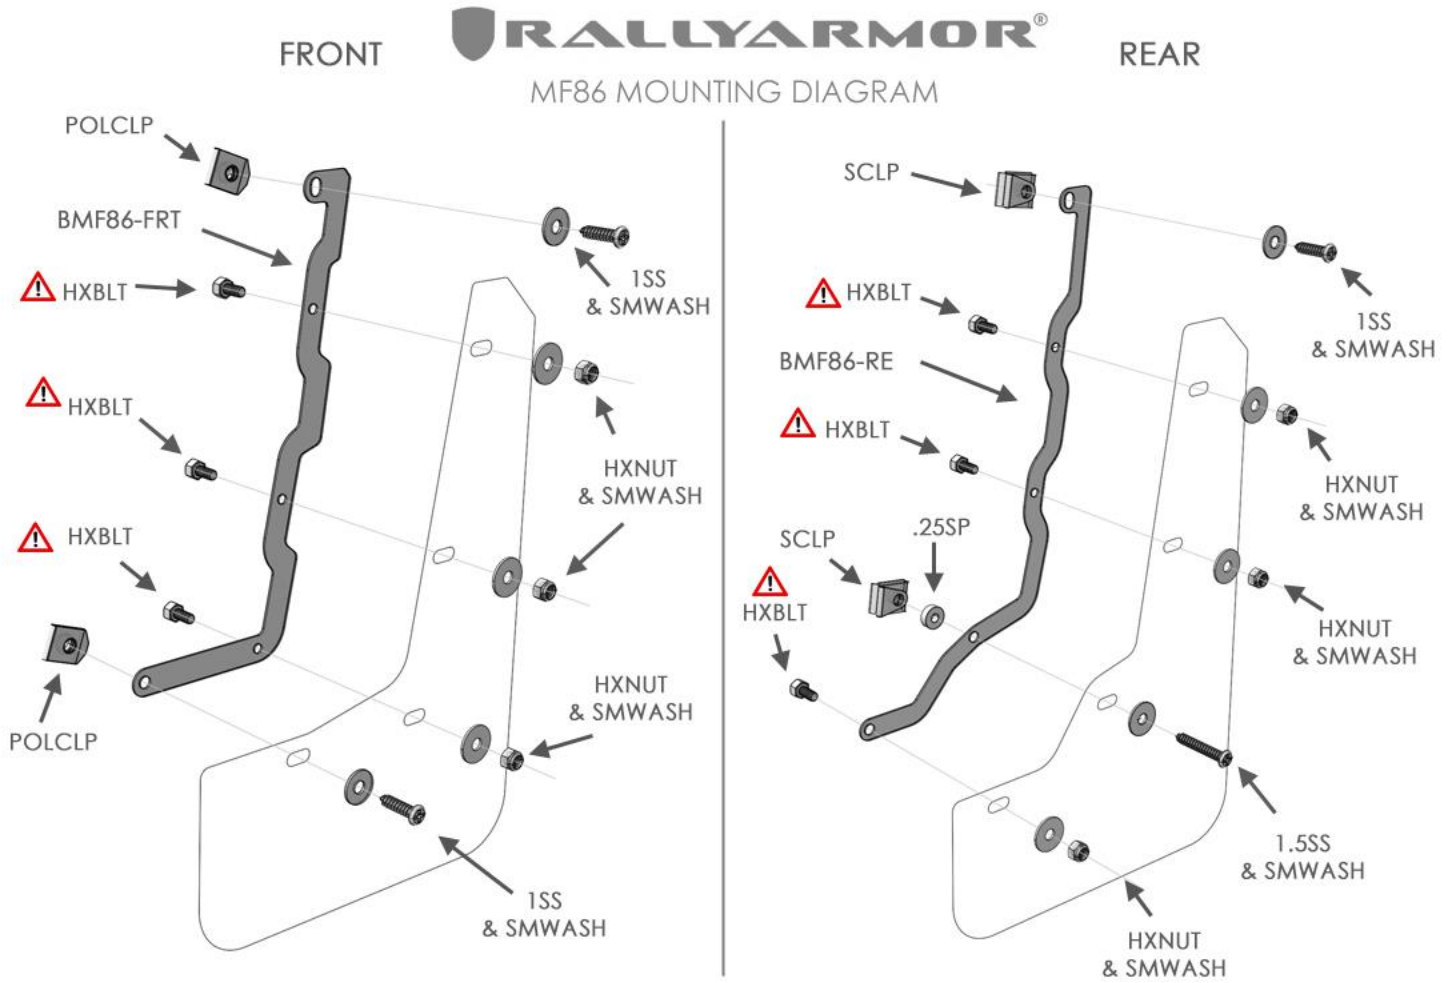 RALLYARMOR®
FRONT
REAR
MF86 MOUNTING DIAGRAM
POLCLP
BMF86-FRT
HXBLT
1SS
& SMWASH
HXBLT
HXNUT
& SMWASH
HXBLT
HXNUT
& SMWASH
POLCLP
1SS
& SMWASH
SCLP
HXBLT
1SS
& SMWASH
BMF86-RE
HXBLT
HXNUT
& SMWASH
SCLP
.25SP
HXBLT
HXNUT
& SMWASH
1.5SS
& SMWASH
HXNUT
& SMWASH